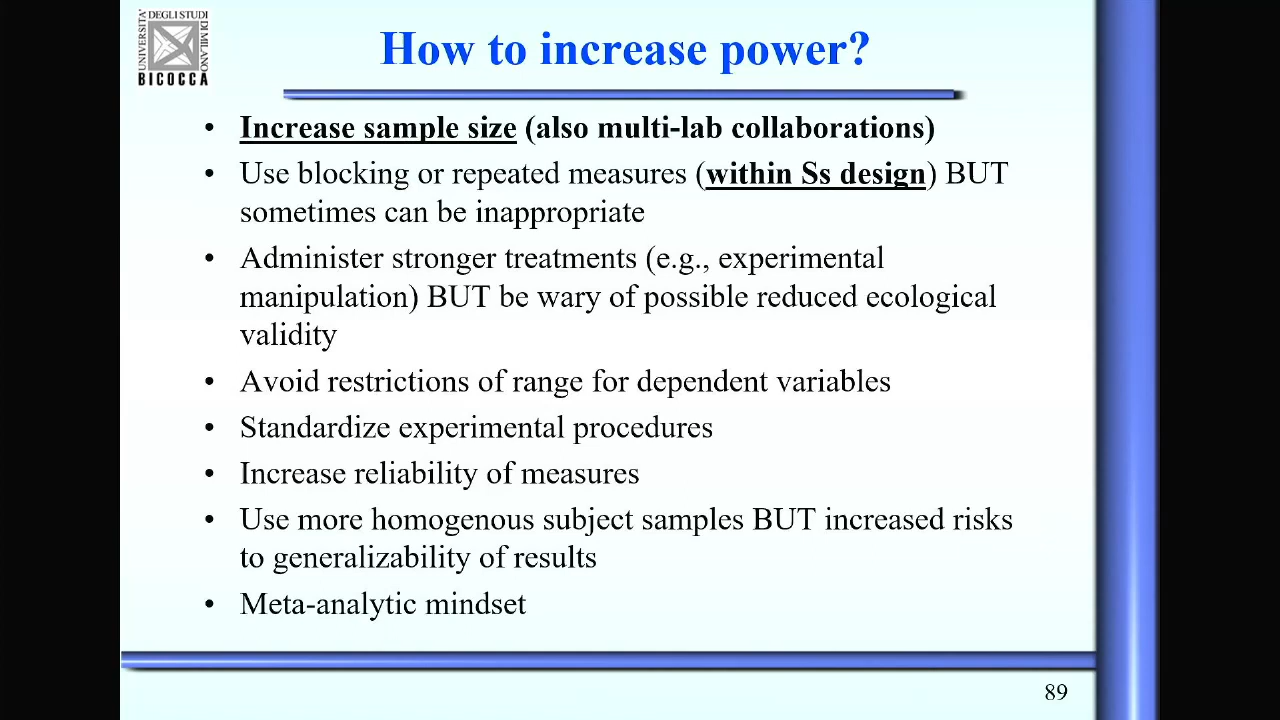 UNIVERSITA' DEGLI STUDI DI MILANO
BICOCCA
How to increase power?
• Increase sample size (also multi-lab collaborations)
• Use blocking or repeated measures (within Ss design) BUT
sometimes can be inappropriate
• Administer stronger treatments (e.g., experimental
manipulation) BUT be wary of possible reduced ecological
validity
• Avoid restrictions of range for dependent variables
• Standardize experimental procedures
• Increase reliability of measures
• Use more homogenous subject samples BUT increased risks
to generalizability of results
• Meta-analytic mindset
89